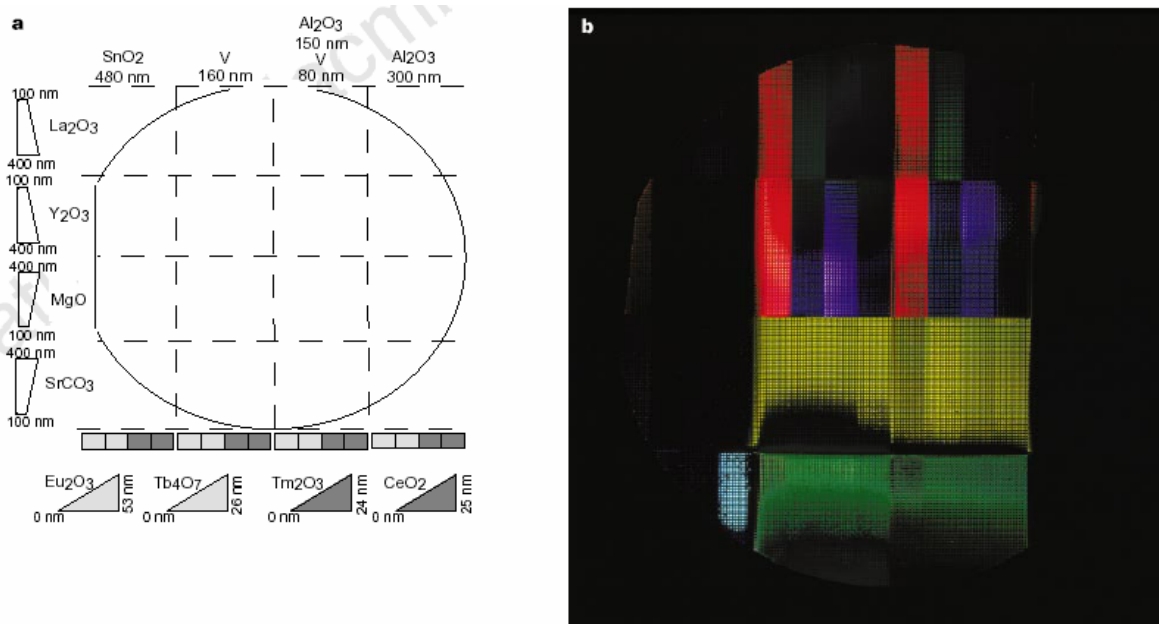 a
b
Al₂O₃
150 nm
SnO₂ V V Al₂O₃
480 nm 160 nm 80 nm 300 nm
100 nm
La₂O₃
400 nm
100 nm
Y₂O₃
400 nm
400 nm
MgO
100 nm
400 nm
SrCO₃
100 nm
Eu₂O₃ Tb₄O₇ Tm₂O₃ CeO₂
53 nm 26 nm 24 nm 25 nm
0 nm 0 nm 0 nm 0 nm